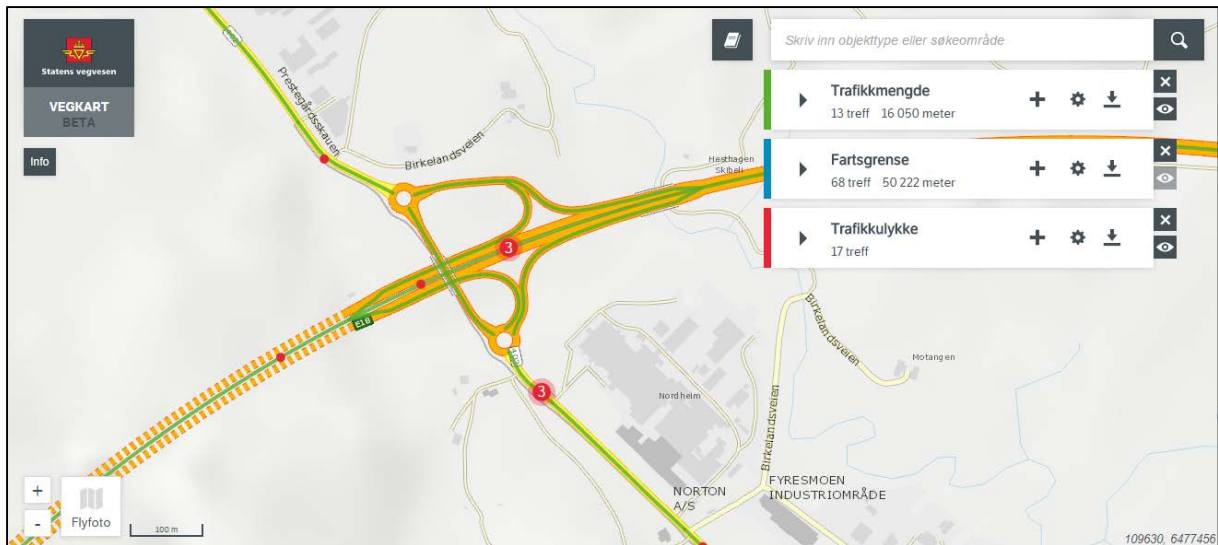 Statens vegvesen
VEGKART
BETA
Info
Skriv inn objekttype eller søkeområde
Trafikkmengde
13 treff 16 050 meter
Fartsgrense
68 treff 50 222 meter
Trafikkulykke
17 treff
Prestegårdsskauen
Birkelandsveien
Hesthagen
Skibeli
3
E18
3
Birkelandsveien
Motangen
Nordheim
Birkelandsveien
NORTON
A/S
FYRESMOEN
INDUSTRIOMRÅDE
+
-
Flyfoto
100 m
109630, 6477456